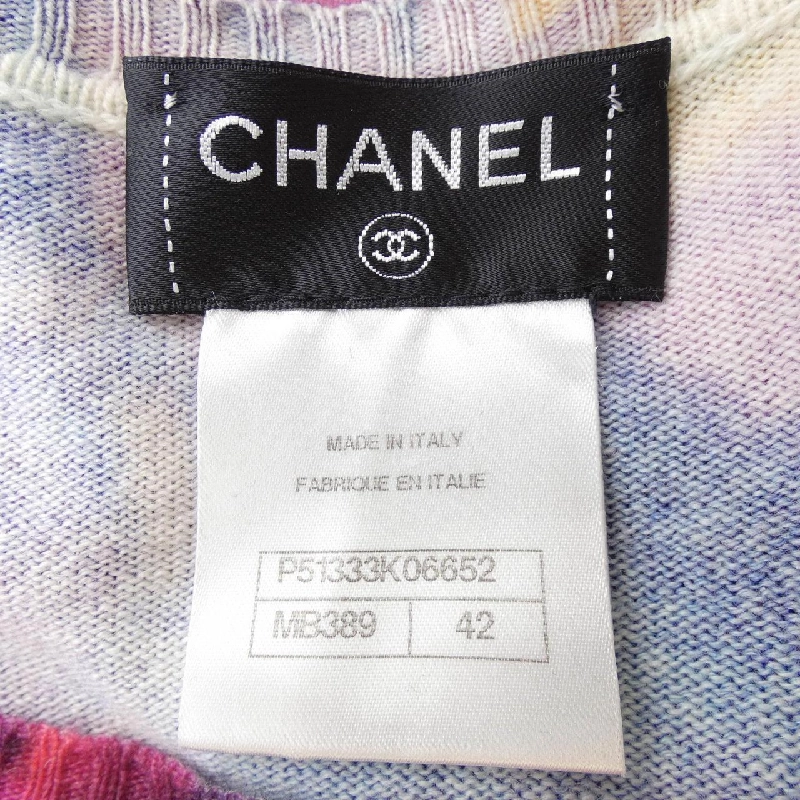 CHANEL
MADE IN ITALY
FABRIQUE EN ITALIE
P51333K06652
MB389 42